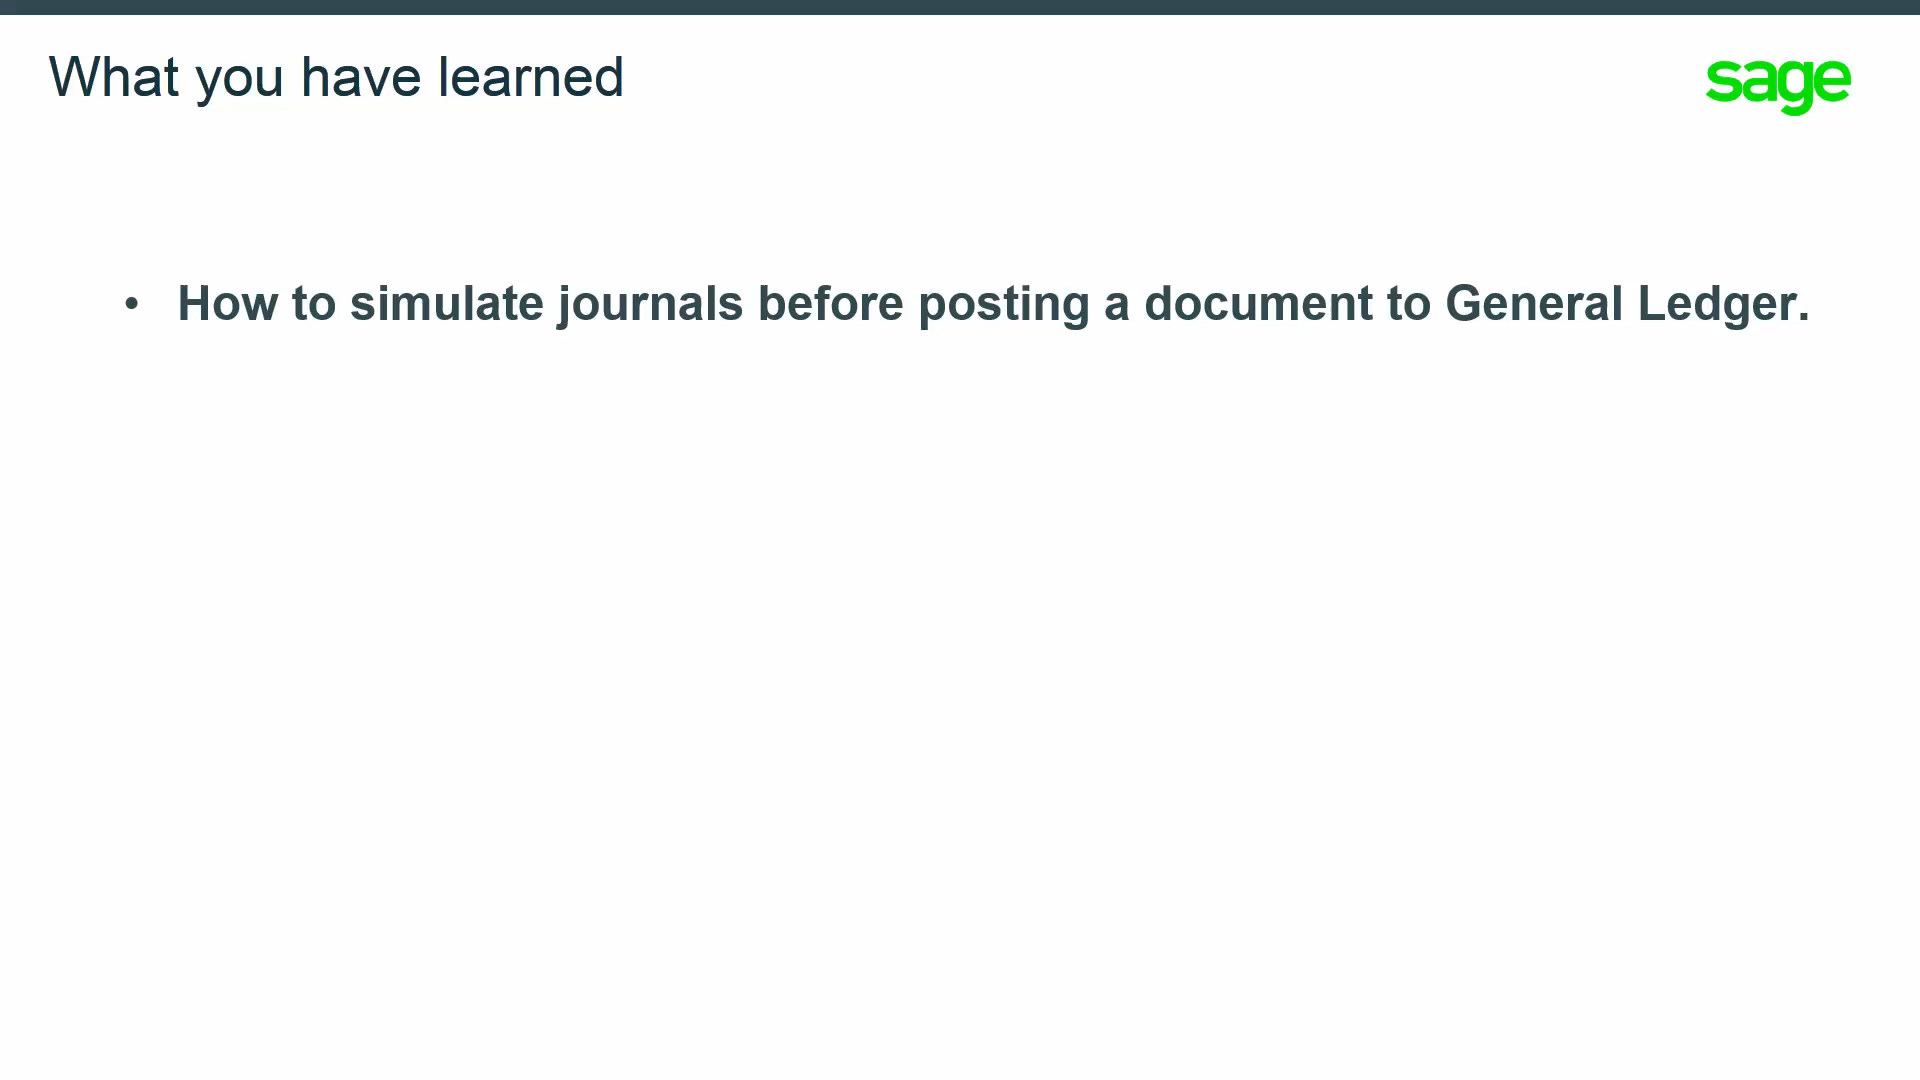 What you have learned
sage
• How to simulate journals before posting a document to General Ledger.